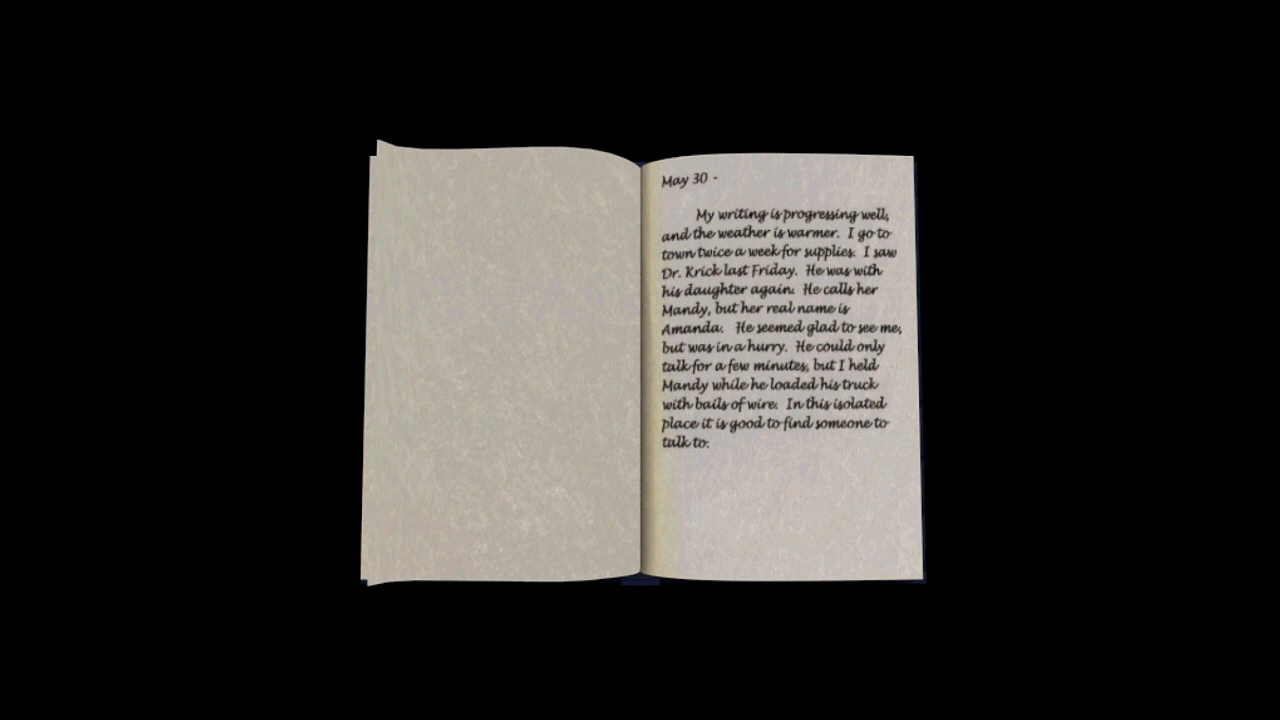 May 30 -
My writing is progressing well,
and the weather is warmer. I go to
town twice a week for supplies. I saw
Dr. Krick last Friday. He was with
his daughter again. He calls her
Mandy, but her real name is
Amanda. He seemed glad to see me,
but was in a hurry. He could only
talk for a few minutes, but I held
Mandy while he loaded his truck
with bails of wire. In this isolated
place it is good to find someone to
talk to.